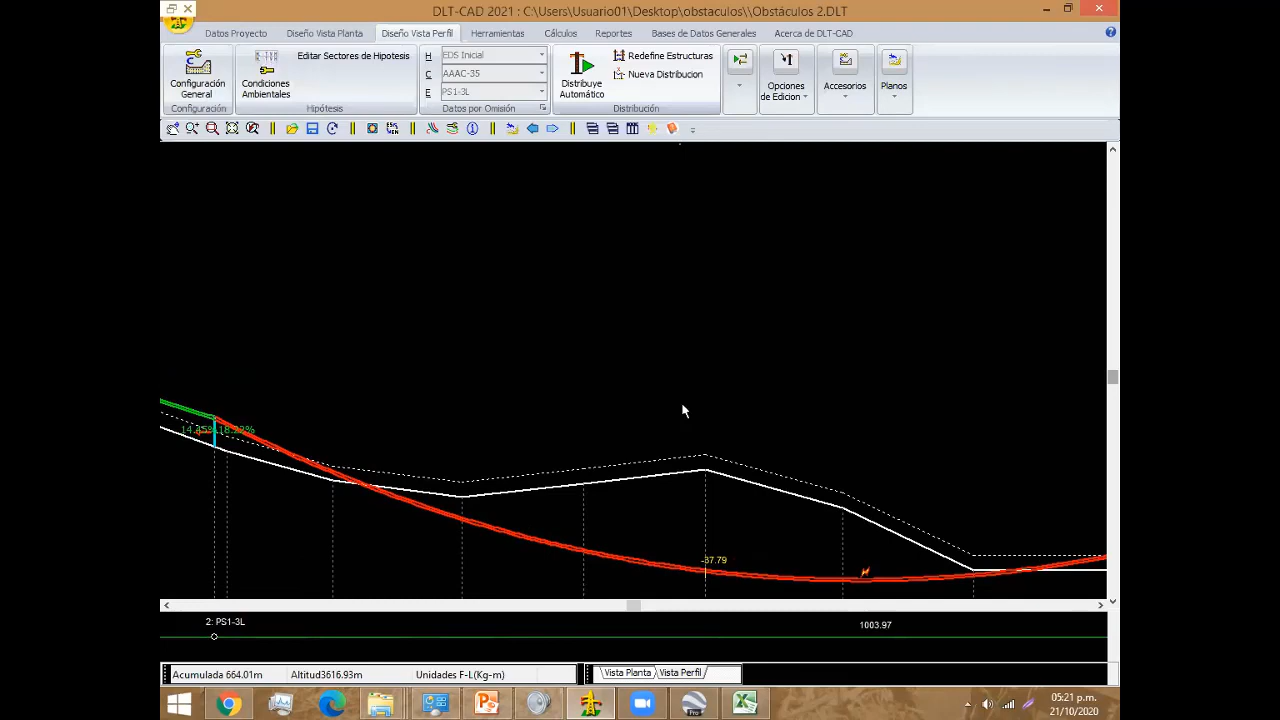 DLT-CAD 2021 : C:\Users\Usuario01\Desktop\obstaculos\\Obstáculos 2.DLT
Datos Proyecto Diseño Vista Planta Diseño Vista Perfil Herramientas Cálculos Reportes Bases de Datos Generales Acerca de DLT-CAD
Editar Sectores de Hipotesis H EDS Inicial Redefine Estructuras
C AAAC-35 Nueva Distribucion
Configuración General Condiciones Ambientales E PS1-3L Distribuye Automático Opciones de Edicion Accesorios Planos
Configuración Hipótesis Datos por Omisión Distribución
-37.79
2: PS1-3L 1003.97
Acumulada 664.01m Altitud3616.93m Unidades F-L(Kg-m) Vista Planta Vista Perfil
05:21 p.m.
21/10/2020